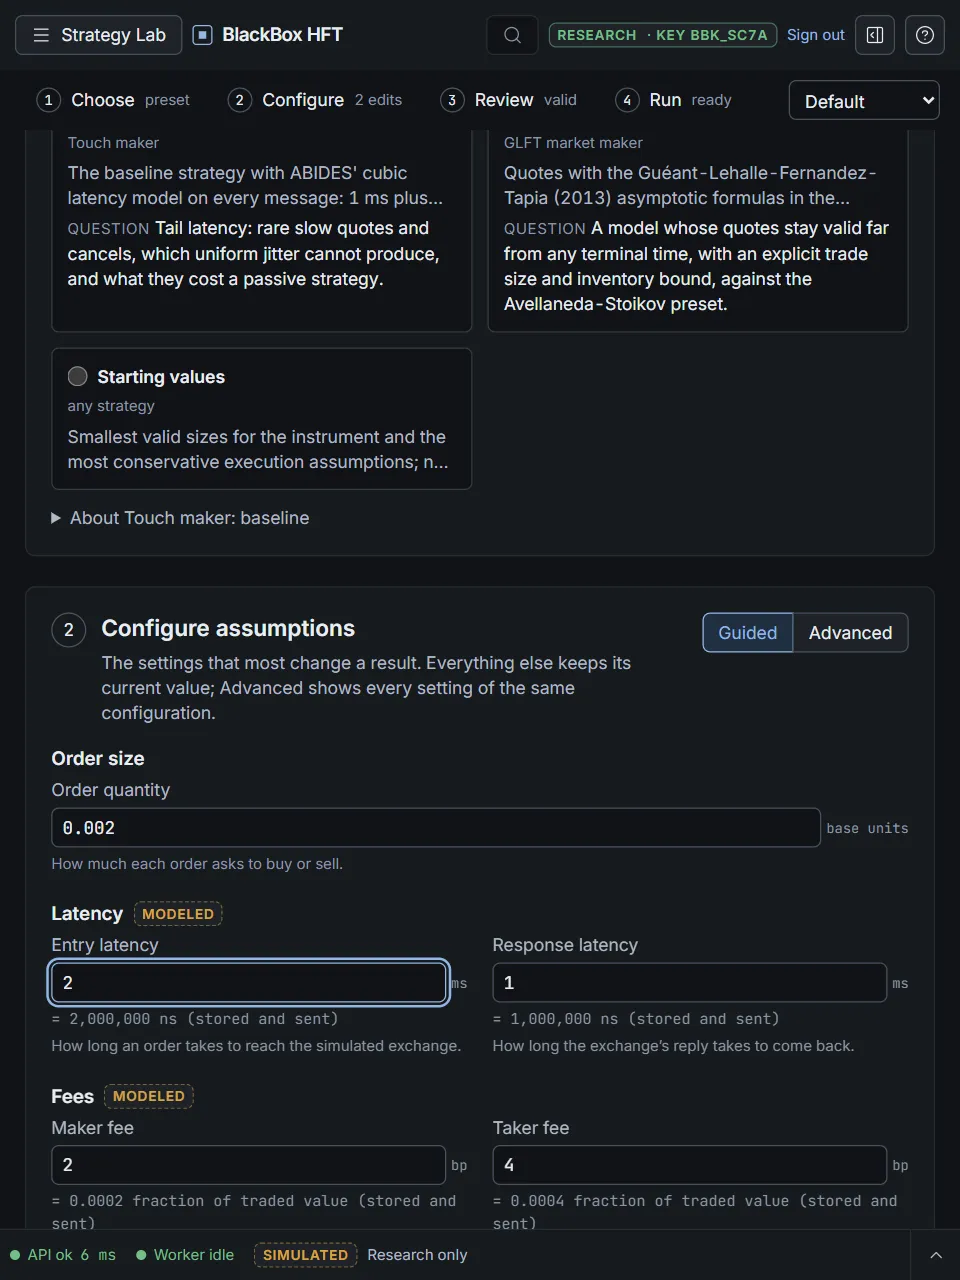 Strategy Lab
BlackBox HFT
RESEARCH · KEY BBK_SC7A
Sign out
1 Choose preset
2 Configure 2 edits
3 Review valid
4 Run ready
Default
Touch maker
The baseline strategy with ABIDES' cubic
latency model on every message: 1 ms plus...
QUESTION Tail latency: rare slow quotes and
cancels, which uniform jitter cannot produce,
and what they cost a passive strategy.
GLFT market maker
Quotes with the Guéant-Lehalle-Fernandez-
Tapia (2013) asymptotic formulas in the...
QUESTION A model whose quotes stay valid far
from any terminal time, with an explicit trade
size and inventory bound, against the
Avellaneda-Stoikov preset.
Starting values
any strategy
Smallest valid sizes for the instrument and the
most conservative execution assumptions; n...
About Touch maker: baseline
2 Configure assumptions
The settings that most change a result. Everything else keeps its
current value; Advanced shows every setting of the same
configuration.
Guided
Advanced
Order size
Order quantity
0.002 base units
How much each order asks to buy or sell.
Latency MODELED
Entry latency
2 ms
= 2,000,000 ns (stored and sent)
How long an order takes to reach the simulated exchange.
Response latency
1 ms
= 1,000,000 ns (stored and sent)
How long the exchange's reply takes to come back.
Fees MODELED
Maker fee
2 bp
= 0.0002 fraction of traded value (stored and
sent)
Taker fee
4 bp
= 0.0004 fraction of traded value (stored and
sent)
API ok 6 ms
Worker idle
SIMULATED Research only